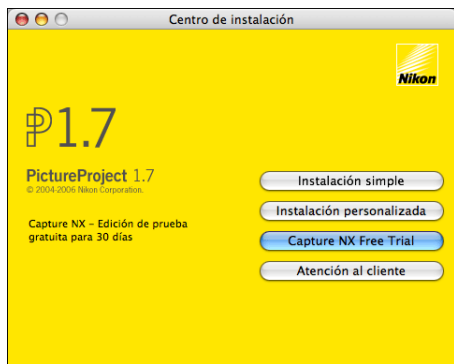 Centro de instalación
Nikon
P1.7
PictureProject 1.7
© 2004-2006 Nikon Corporation.
Instalación simple
Instalación personalizada
Capture NX – Edición de prueba
gratuita para 30 días
Capture NX Free Trial
Atención al cliente